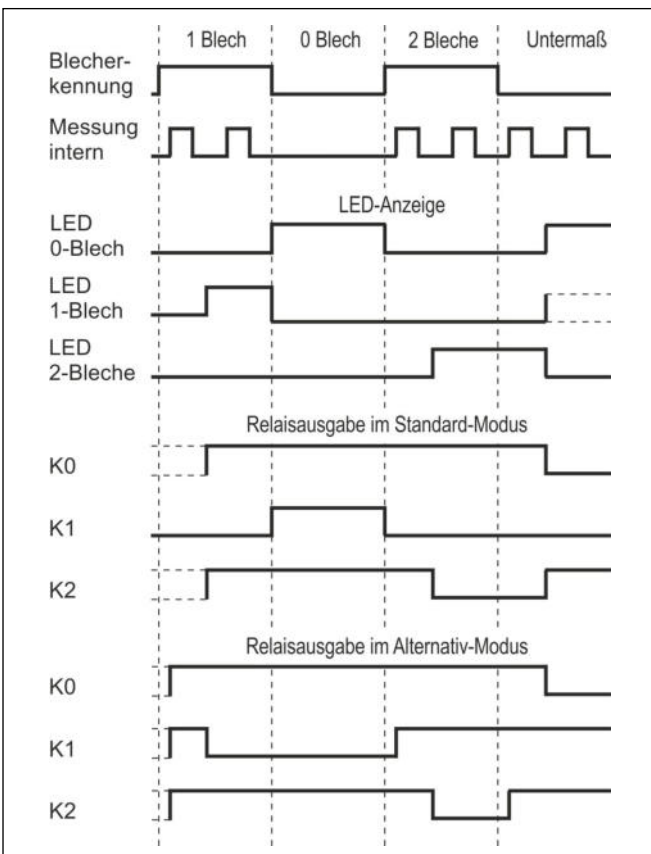 1 Blech 0 Blech 2 Bleche Untermaß
Blecher-
kennung
Messung
intern
LED-Anzeige
LED
0-Blech
LED
1-Blech
LED
2-Bleche
Relaisausgabe im Standard-Modus
K0
K1
K2
Relaisausgabe im Alternativ-Modus
K0
K1
K2